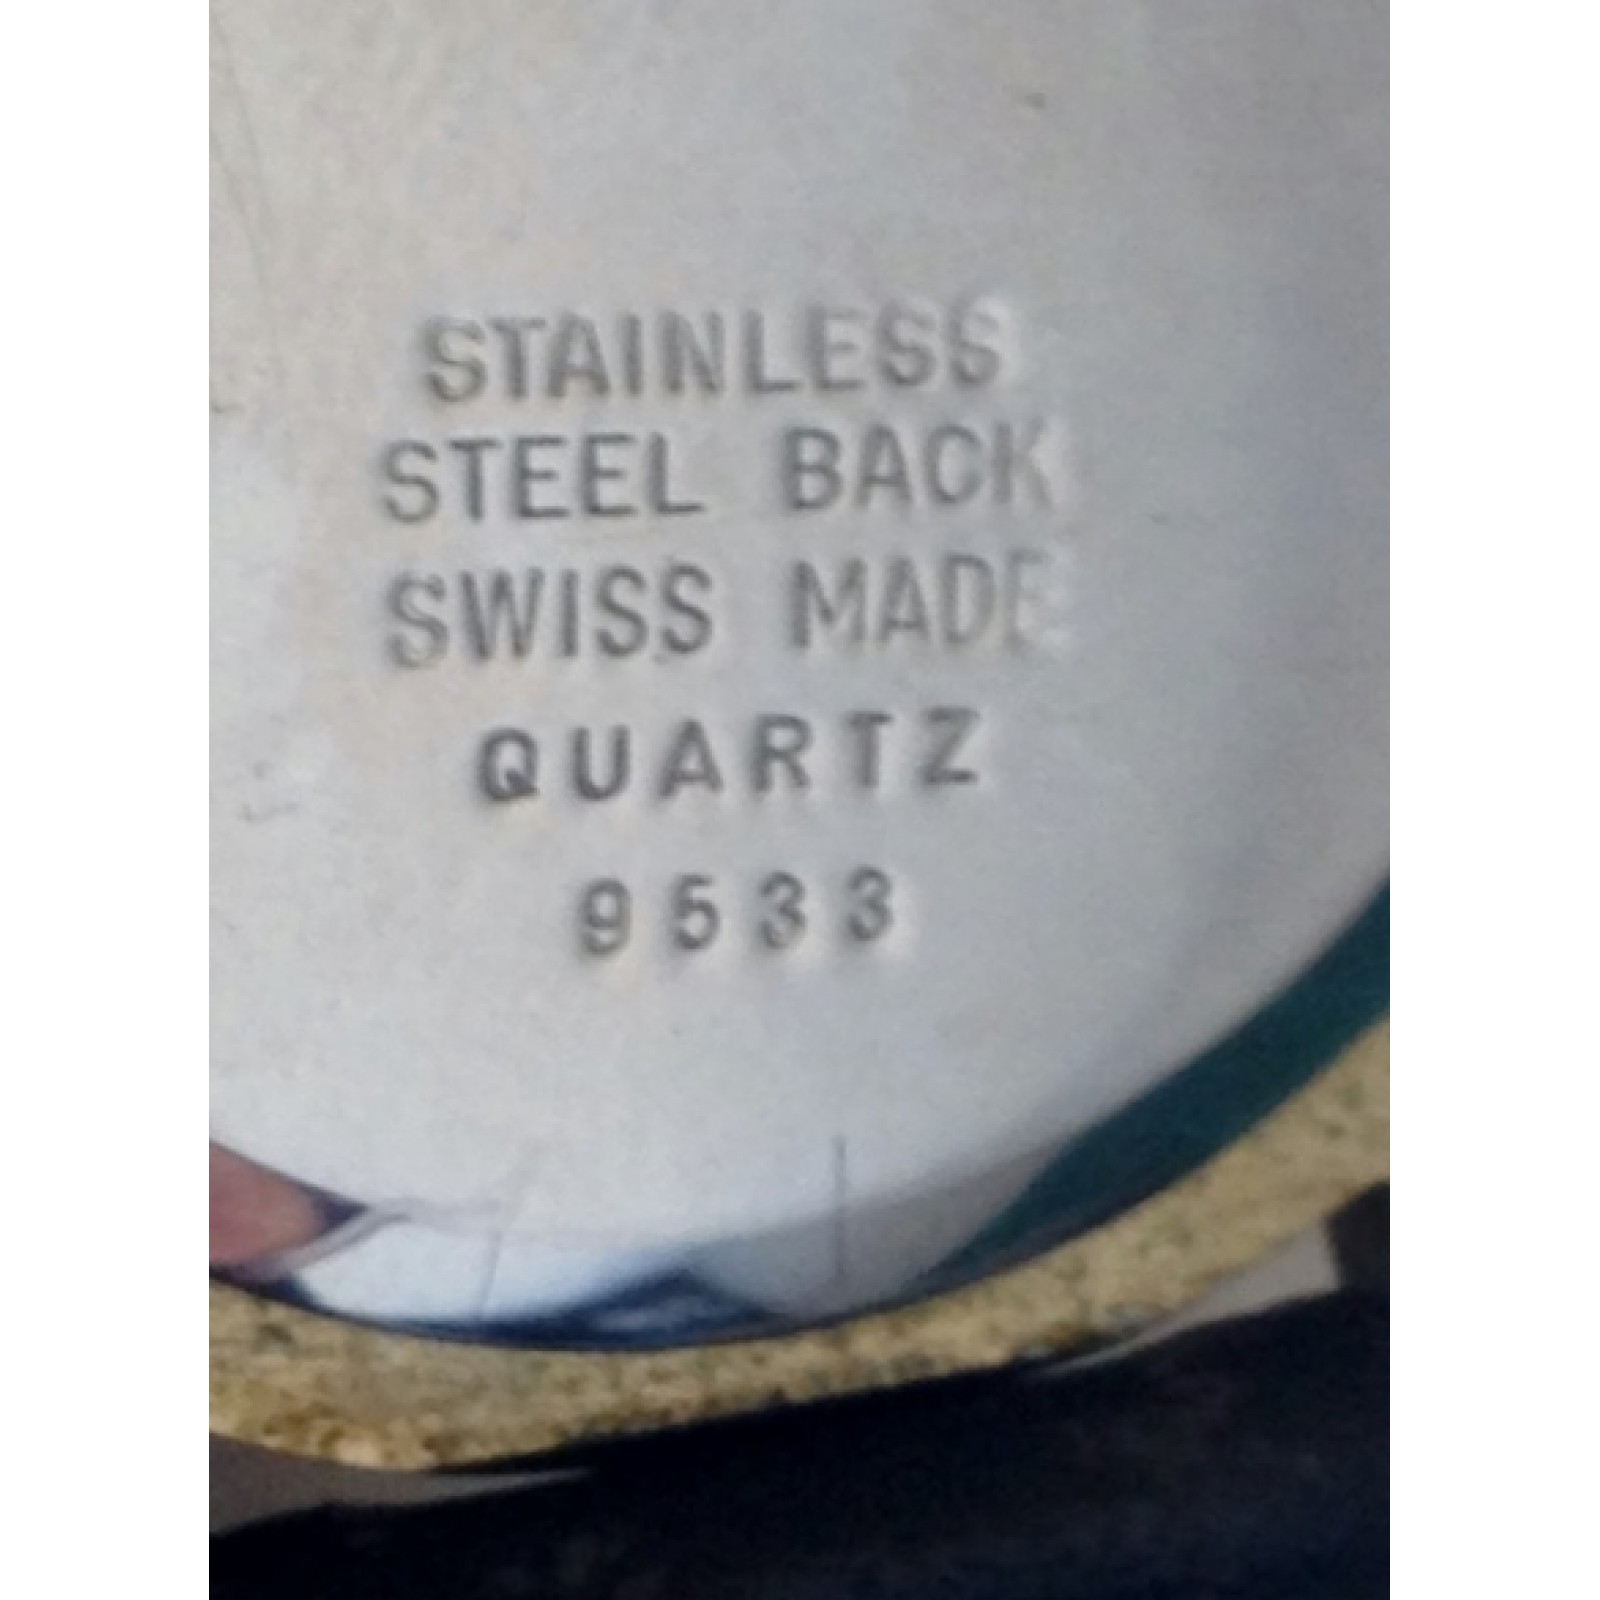 STAINLESS
STEEL BACK
SWISS MADE
QUARTZ
9533